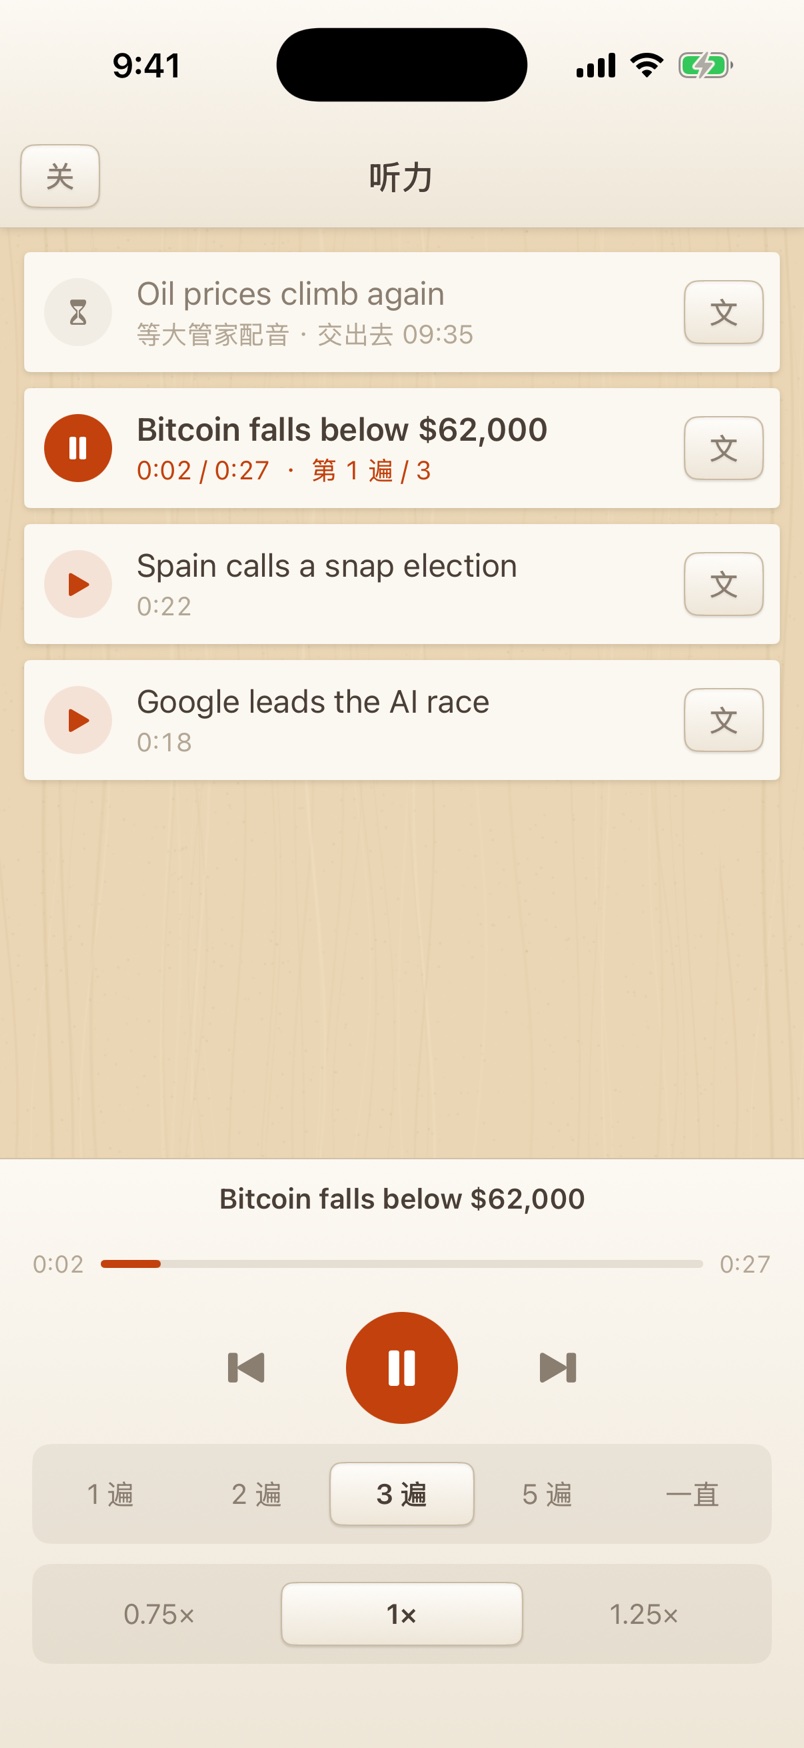 9:41
关
听力
Oil prices climb again
等大管家配音 · 交出去 09:35
文
Bitcoin falls below $62,000
0:02 / 0:27 · 第 1 遍 / 3
文
Spain calls a snap election
0:22
文
Google leads the AI race
0:18
文
Bitcoin falls below $62,000
0:02
0:27
1 遍
2 遍
3 遍
5 遍
一直
0.75×
1×
1.25×